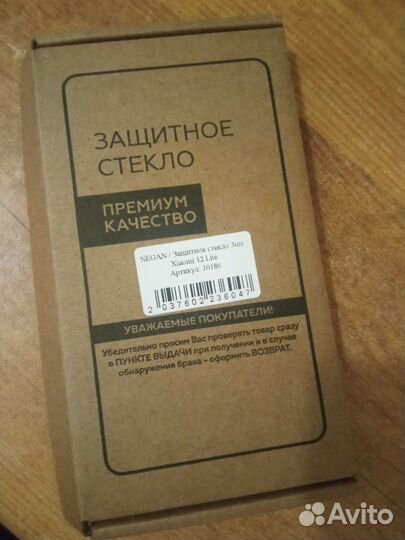 ЗАЩИТНОЕ
СТЕКЛО
ПРЕМИУМ
КАЧЕСТВО
NEGAN / Защитное стекло 3шт
Xiaomi 12 Lite
Артикул: 10186
2037602236047
УВАЖАЕМЫЕ ПОКУПАТЕЛИ!
Убедительно просим Вас проверять товар сразу
в ПУНКТЕ ВЫДАЧИ при получении и в случае
обнаружения брака - оформить ВОЗВРАТ.
Avito